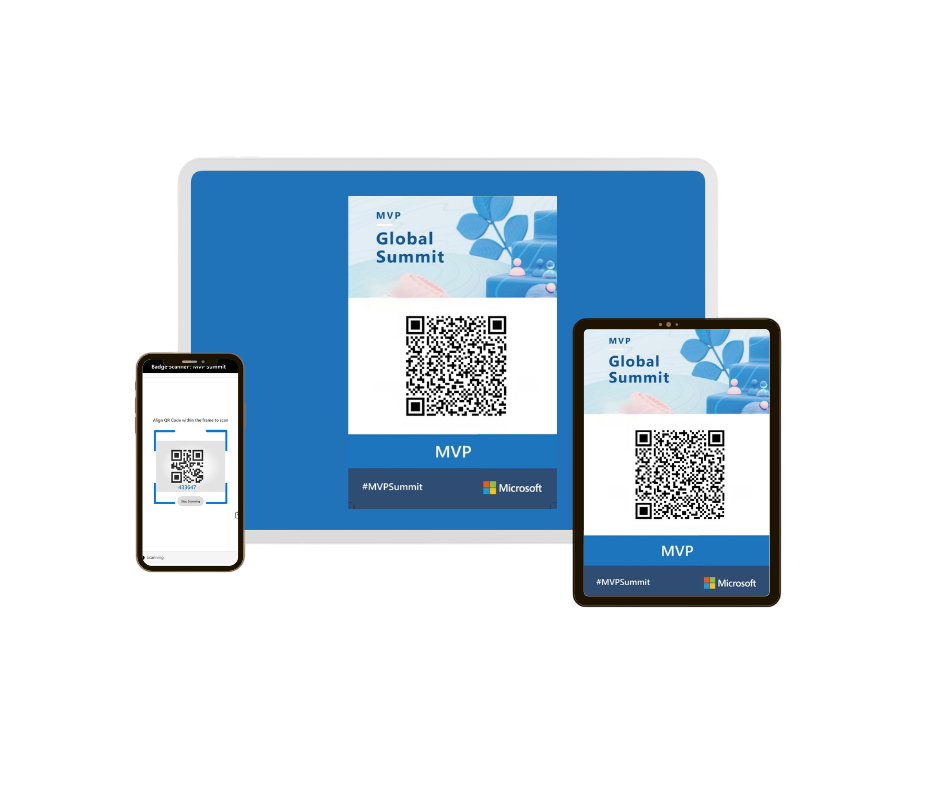 MVP
Global
Summit
MVP
#MVPSummit
Microsoft
Badge Scanner: MVP Summit
Align QR Code within the frame to scan
433647
Stop Scanning
Scanning
MVP
Global
Summit
MVP
#MVPSummit
Microsoft